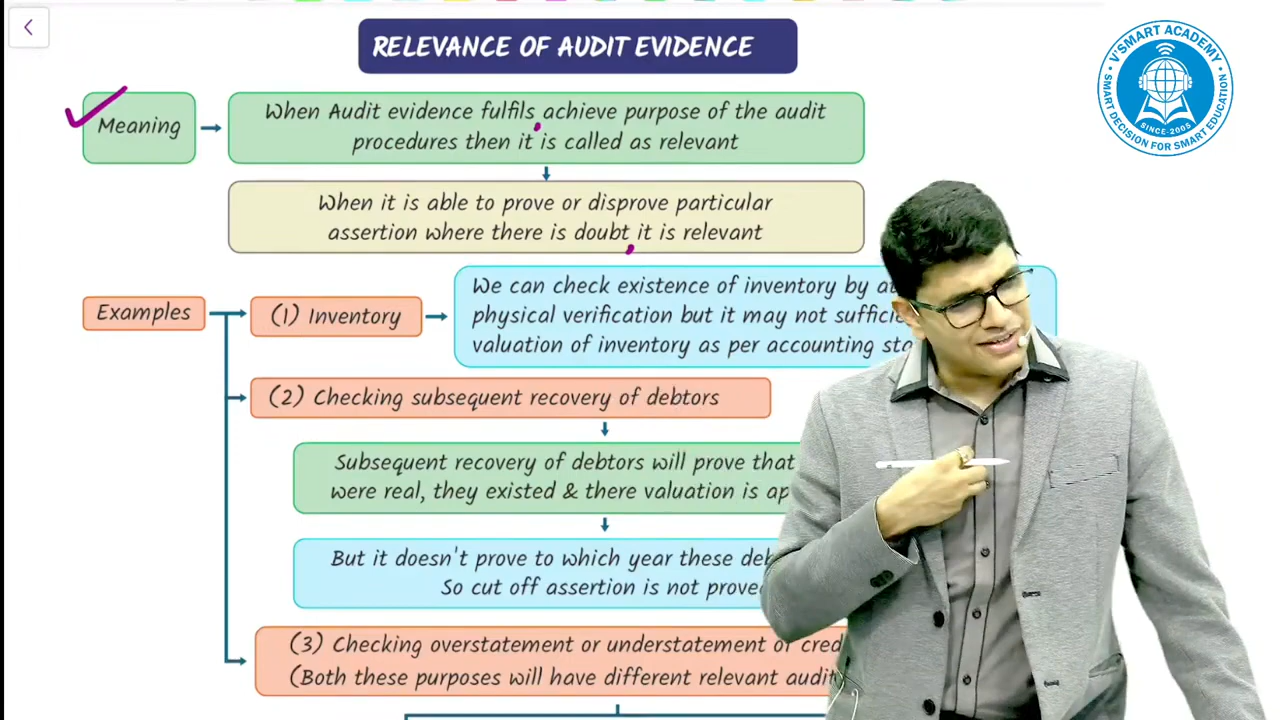 RELEVANCE OF AUDIT EVIDENCE
Meaning
When Audit evidence fulfils achieve purpose of the audit
procedures then it is called as relevant
When it is able to prove or disprove particular
assertion where there is doubt it is relevant
Examples
(1) Inventory
We can check existence of inventory by
physical verification but it may not
valuation of inventory as per accounting
(2) Checking subsequent recovery of debtors
Subsequent recovery of debtors will prove that
were real, they existed & there valuation is
But it doesn't prove to which year these
So cut off assertion is not
(3) Checking overstatement or understatement of
(Both these purposes will have different relevant
V'SMART ACADEMY
SINCE-2005
SMART DECISION FOR SMART EDUCATION